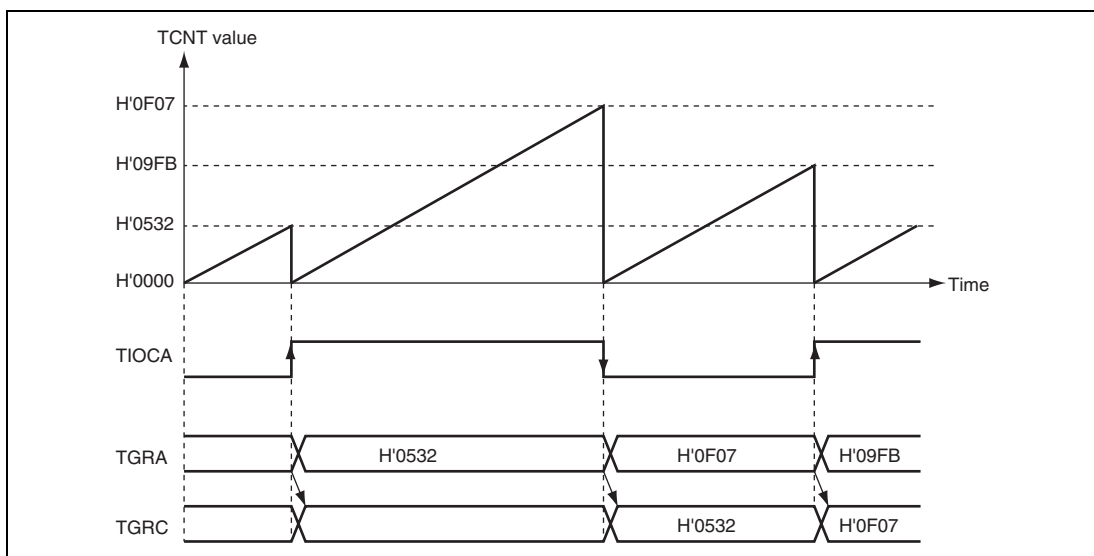 TCNT value
H'0F07
H'09FB
H'0532
H'0000
Time
TIOCA
TGRA
H'0532
H'0F07
H'09FB
TGRC
H'0532
H'0F07